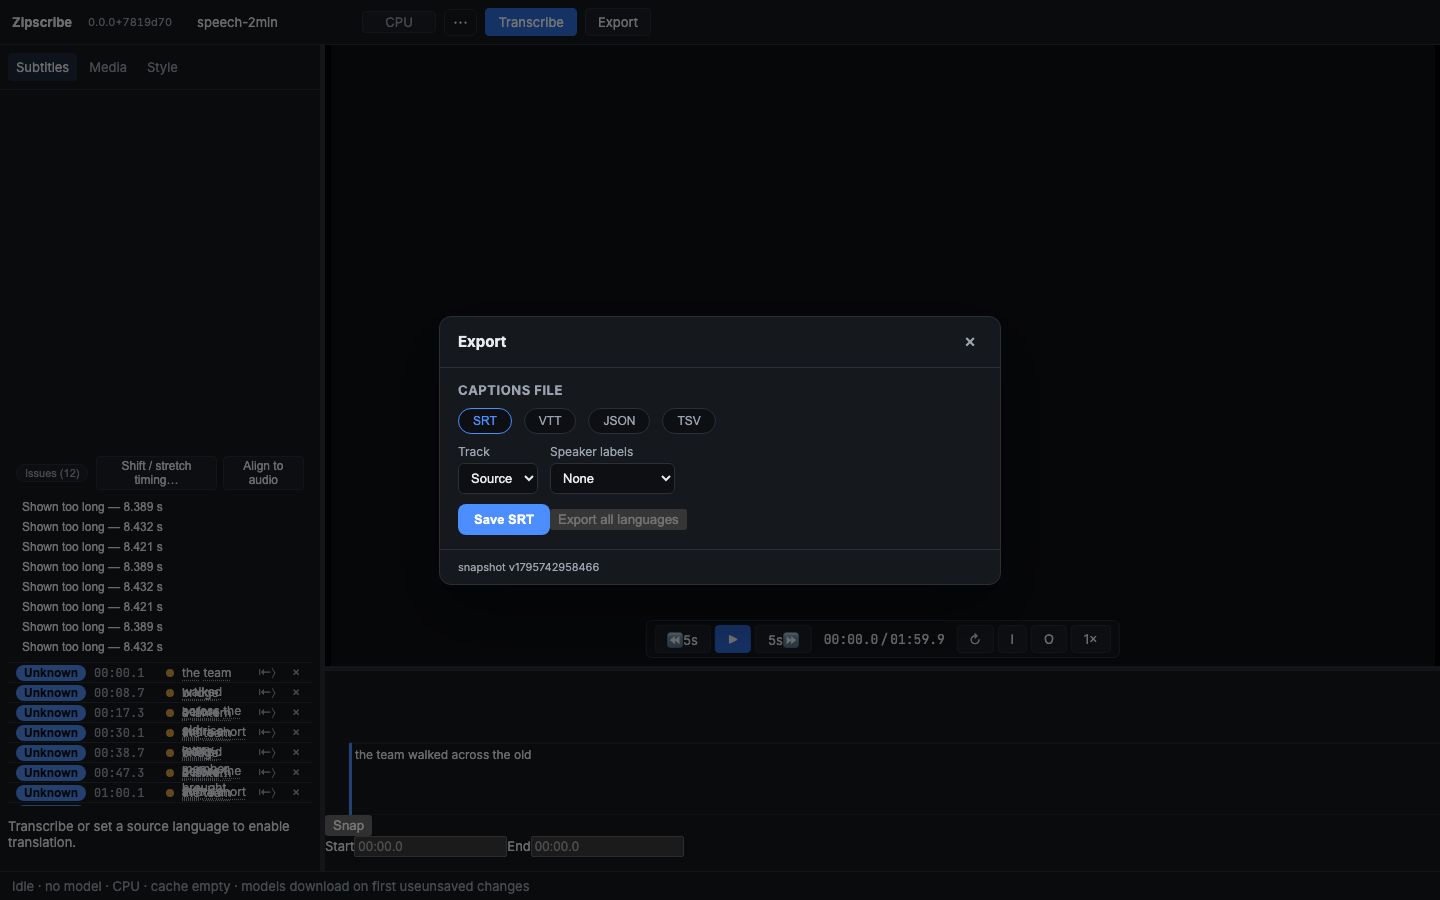 Zipscribe 0.0.0+7819d70 speech-2min CPU ... Transcribe Export
Subtitles Media Style
Export ×
CAPTIONS FILE
SRT VTT JSON TSV
Track Speaker labels
Source None
Save SRT Export all languages
snapshot v1795742958466
Issues (12) Shift / stretch timing… Align to audio
Shown too long — 8.389 s
Shown too long — 8.432 s
Shown too long — 8.421 s
Shown too long — 8.389 s
Shown too long — 8.432 s
Shown too long — 8.421 s
Shown too long — 8.389 s
Shown too long — 8.432 s
Unknown 00:00.1 the team ×
Unknown 00:08.7 ×
Unknown 00:17.3 ×
Unknown 00:30.1 ×
Unknown 00:38.7 ×
Unknown 00:47.3 ×
Unknown 01:00.1 ×
Transcribe or set a source language to enable
translation.
5s 5s 00:00.0/01:59.9 I O 1×
the team walked across the old
Snap
Start 00:00.0 End 00:00.0
Idle · no model · CPU · cache empty · models download on first useunsaved changes